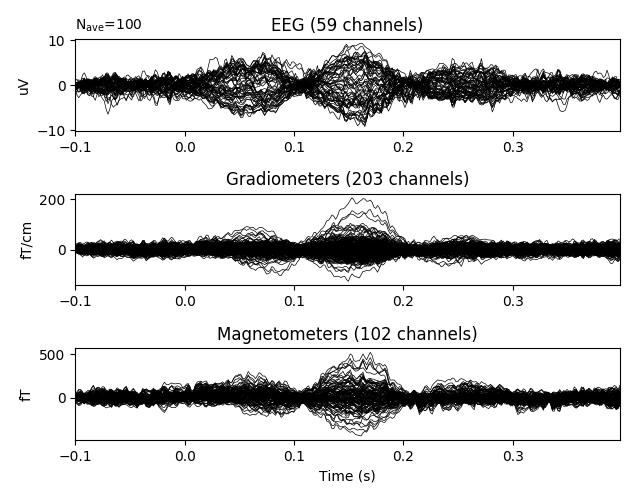 N_ave=100
EEG (59 channels)
10
0
−10
uV
−0.1 0.0 0.1 0.2 0.3
Gradiometers (203 channels)
200
0
fT/cm
−0.1 0.0 0.1 0.2 0.3
Magnetometers (102 channels)
500
0
fT
−0.1 0.0 0.1 0.2 0.3
Time (s)